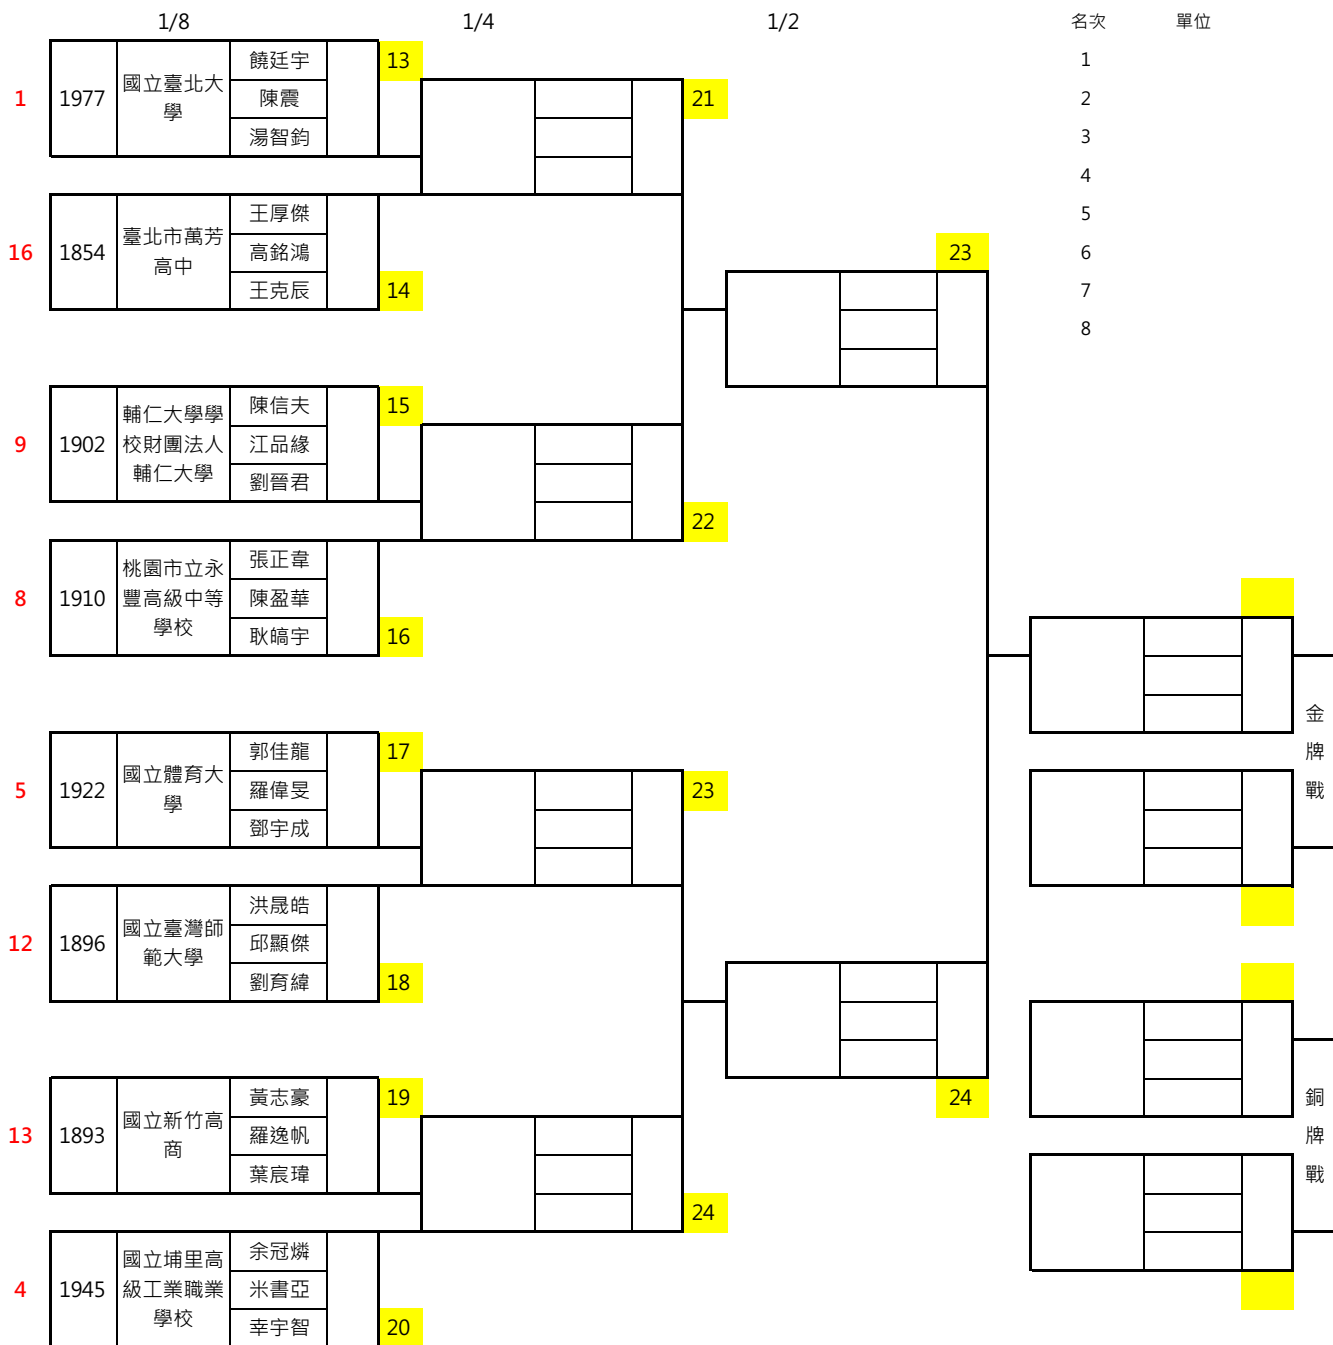 1/8 1/4 1/2 名次 單位
饒廷宇 13 1
1 1977 國立臺北大
學 陳震 21 2
湯智鈞 3
4
王厚傑 5
16 1854 臺北市萬芳
高中 高銘鴻 23 6
王克辰 14 7
8
陳信夫 15
9 1902 輔仁大學學
校財團法人
輔仁大學 江品緣
劉晉君
22
張正韋
8 1910 桃園市立永
豐高級中等
學校 陳盈華
耿皜宇 16
郭佳龍 17
5 1922 國立體育大
學 羅偉旻 23
鄧宇成
金
牌
戰
洪晟皓
12 1896 國立臺灣師
範大學 邱顯傑
劉育緯 18
黃志豪 19 24
13 1893 國立新竹高
商 羅逸帆
葉宸瑋
24
銅
牌
戰
余冠燐
4 1945 國立埔里高
級工業職業
學校 米書亞
幸宇智 20